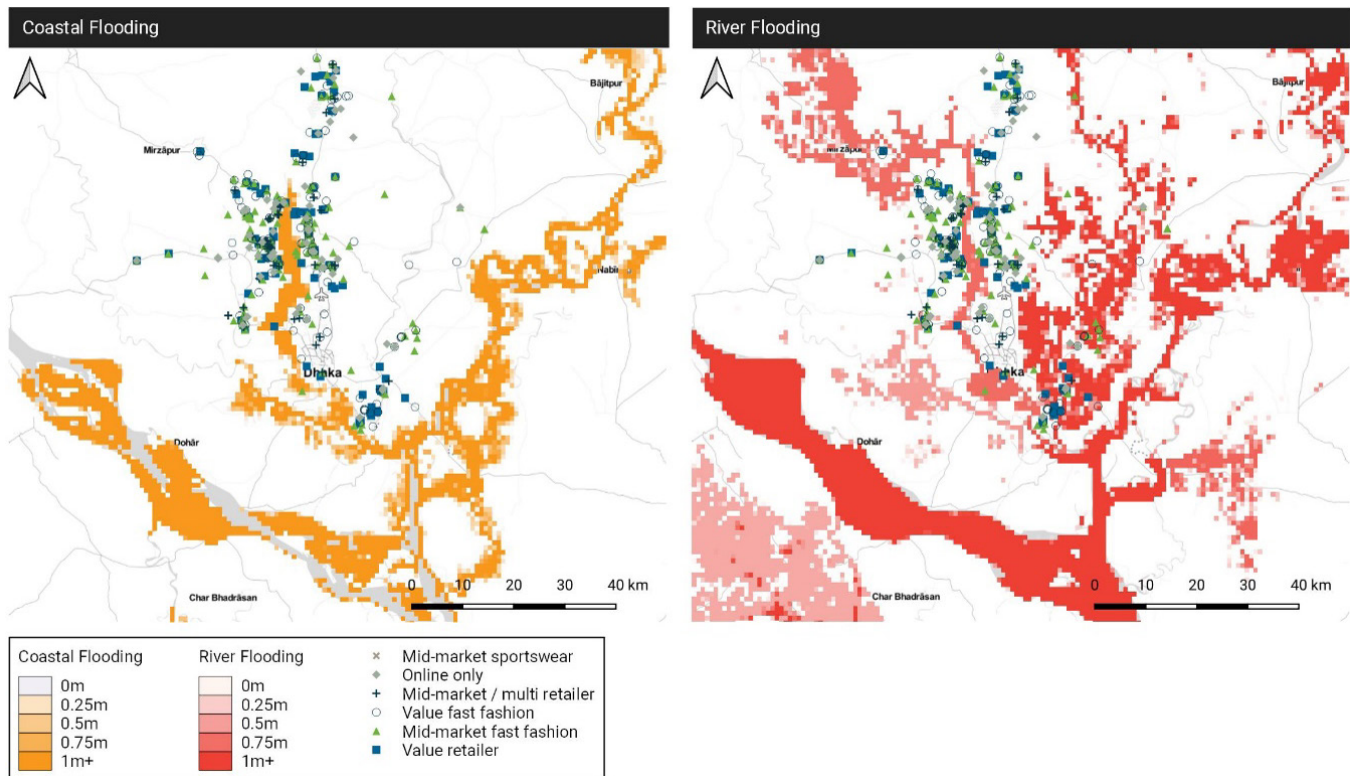 Coastal Flooding
River Flooding
Bājitpur
Bājitpur
Mirzāpur
Mirzāpur
Nabin
Dhaka
Dohār
Dohār
Char Bhadrāsan
Char Bhadrāsan
0 10 20 30 40 km
0 10 20 30 40 km
Coastal Flooding
0m
0.25m
0.5m
0.75m
1m+
River Flooding
0m
0.25m
0.5m
0.75m
1m+
Mid-market sportswear
Online only
Mid-market / multi retailer
Value fast fashion
Mid-market fast fashion
Value retailer